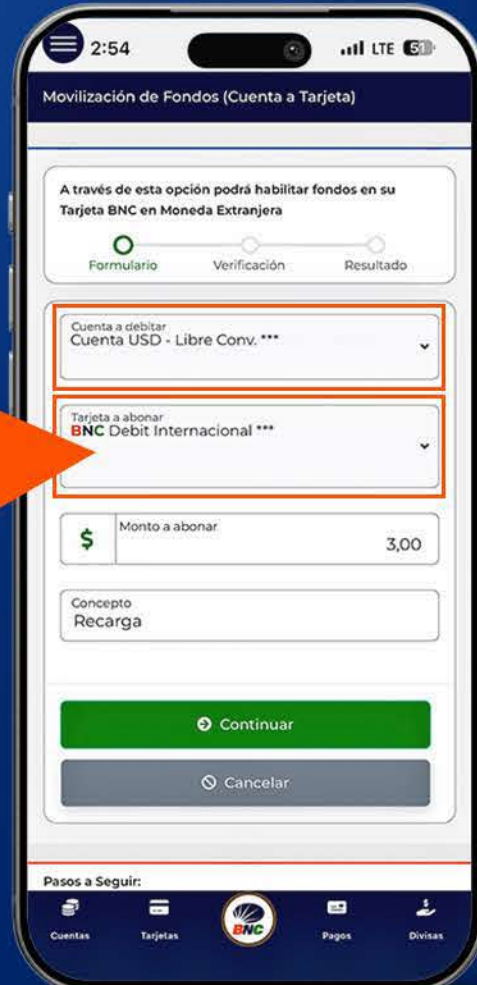 2:54
LTE 51
Movilización de Fondos (Cuenta a Tarjeta)
A través de esta opción podrá habilitar fondos en su
Tarjeta BNC en Moneda Extranjera
Formulario Verificación Resultado
Cuenta a debitar
Cuenta USD - Libre Conv. ***
Tarjeta a abonar
BNC Debit Internacional ***
$ Monto a abonar
3,00
Concepto
Recarga
Continuar
Cancelar
Pasos a Seguir:
BNC
Cuentas Tarjetas Pagos Divisas